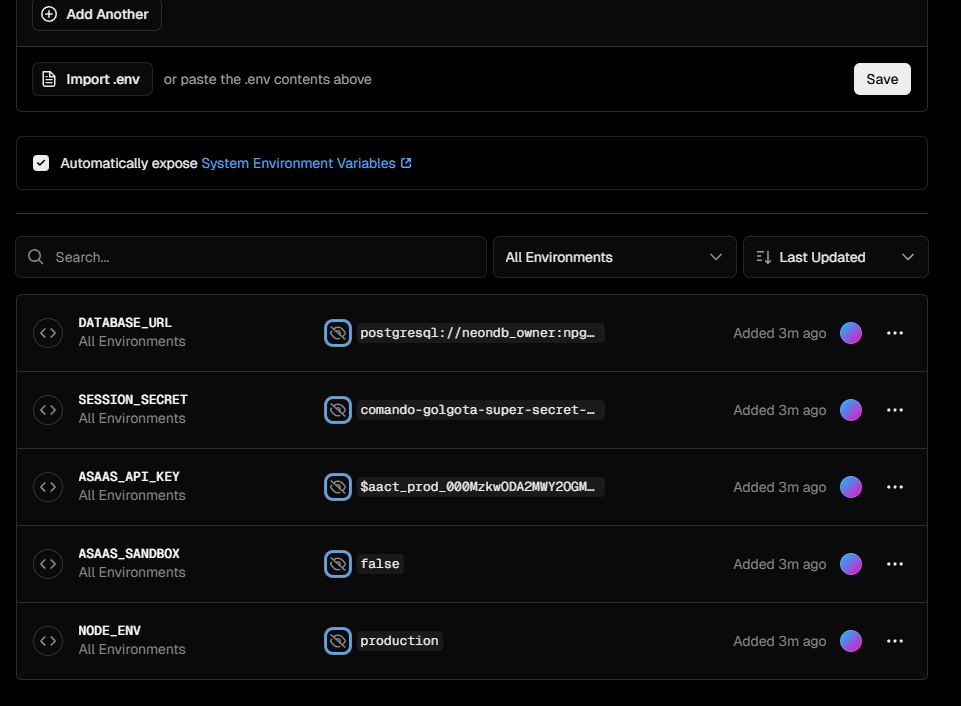 Add Another
Import .env or paste the .env contents above Save
Automatically expose System Environment Variables
Search... All Environments Last Updated
DATABASE_URL
All Environments
postgresql://neondb_owner:npg… Added 3m ago
SESSION_SECRET
All Environments
comando-golgota-super-secret-… Added 3m ago
ASAAS_API_KEY
All Environments
$aact_prod_000MzkwODA2MWY2OGM… Added 3m ago
ASAAS_SANDBOX
All Environments
false Added 3m ago
NODE_ENV
All Environments
production Added 3m ago